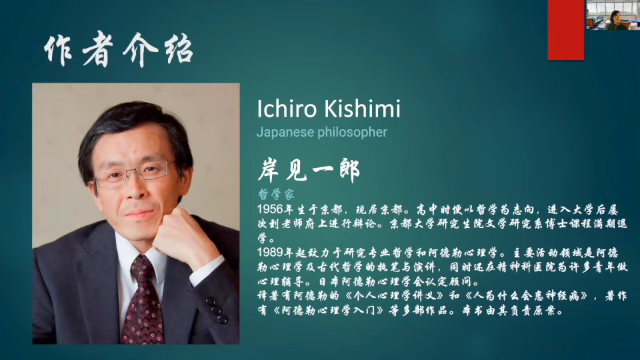 作者介绍
Ichiro Kishimi
Japanese philosopher
岸见一郎
哲学家
1956年生于京都，现居京都。高中时便以哲学为志向，进入大学后屡
次到老师府上进行辩论。京都大学研究生院文学研究系博士课程满期退
学。
1989年起致力于研究专业哲学和阿德勒心理学。主要活动领域是阿德
勒心理学及古代哲学的执笔与演讲，同时还在精神科医院为许多青年做
心理辅导。日本阿德勒心理学会认定顾问。
译著有阿德勒的《个人心理学讲义》和《人为什么会患神经病》，著作
有《阿德勒心理学入门》等多部作品。本书由其负责原案。